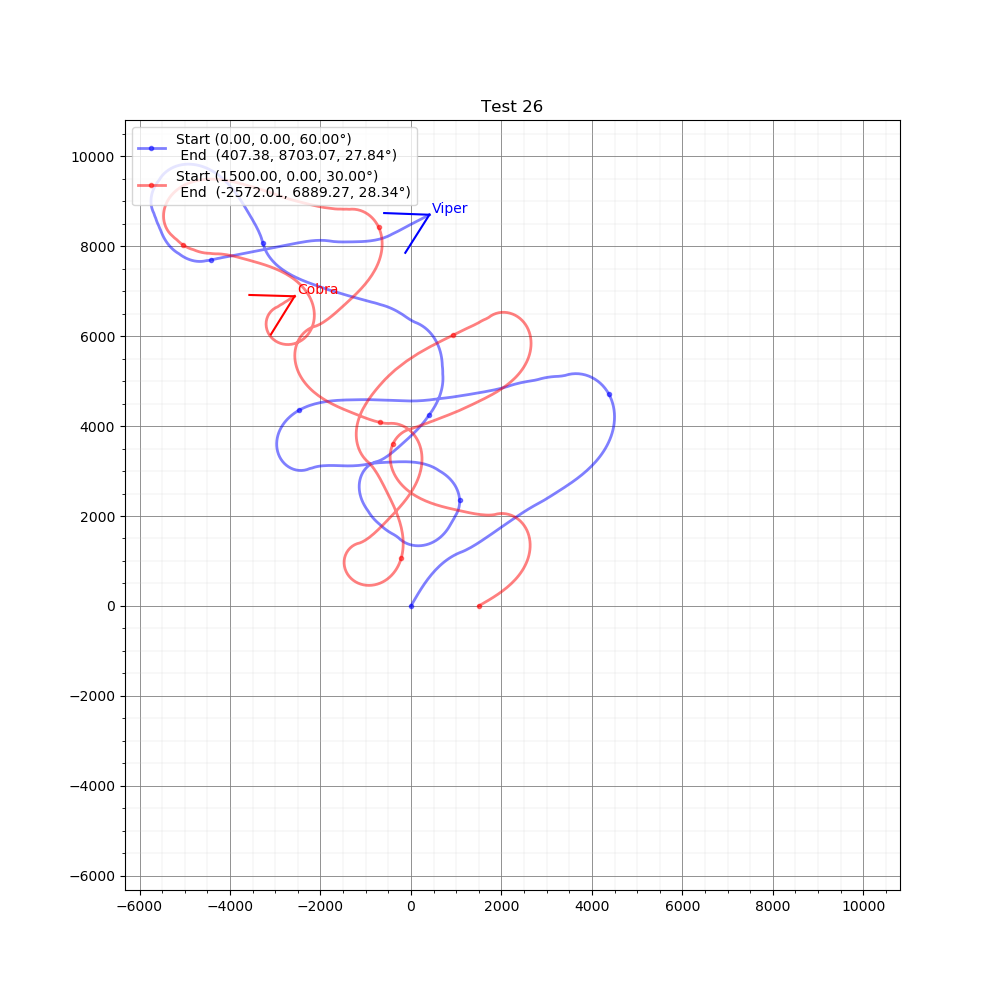 Test 26
Start (0.00, 0.00, 60.00°)
End  (407.38, 8703.07, 27.84°)
Start (1500.00, 0.00, 30.00°)
End  (-2572.01, 6889.27, 28.34°)
Viper
Cobra
10000
8000
6000
4000
2000
0
−2000
−4000
−6000
−6000 −4000 −2000 0 2000 4000 6000 8000 10000